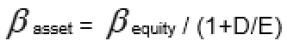 β asset = β equity / (1+D/E)